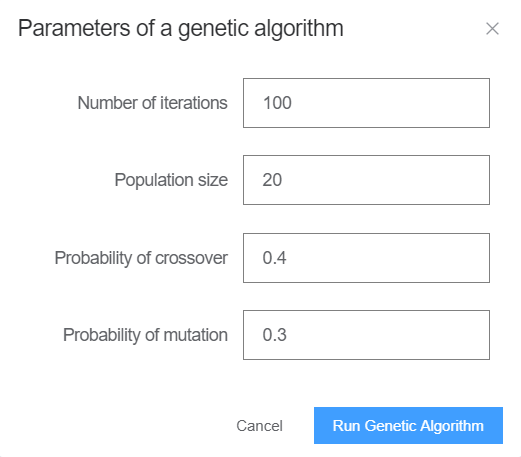 Parameters of a genetic algorithm
Number of iterations 100
Population size 20
Probability of crossover 0.4
Probability of mutation 0.3
Cancel Run Genetic Algorithm